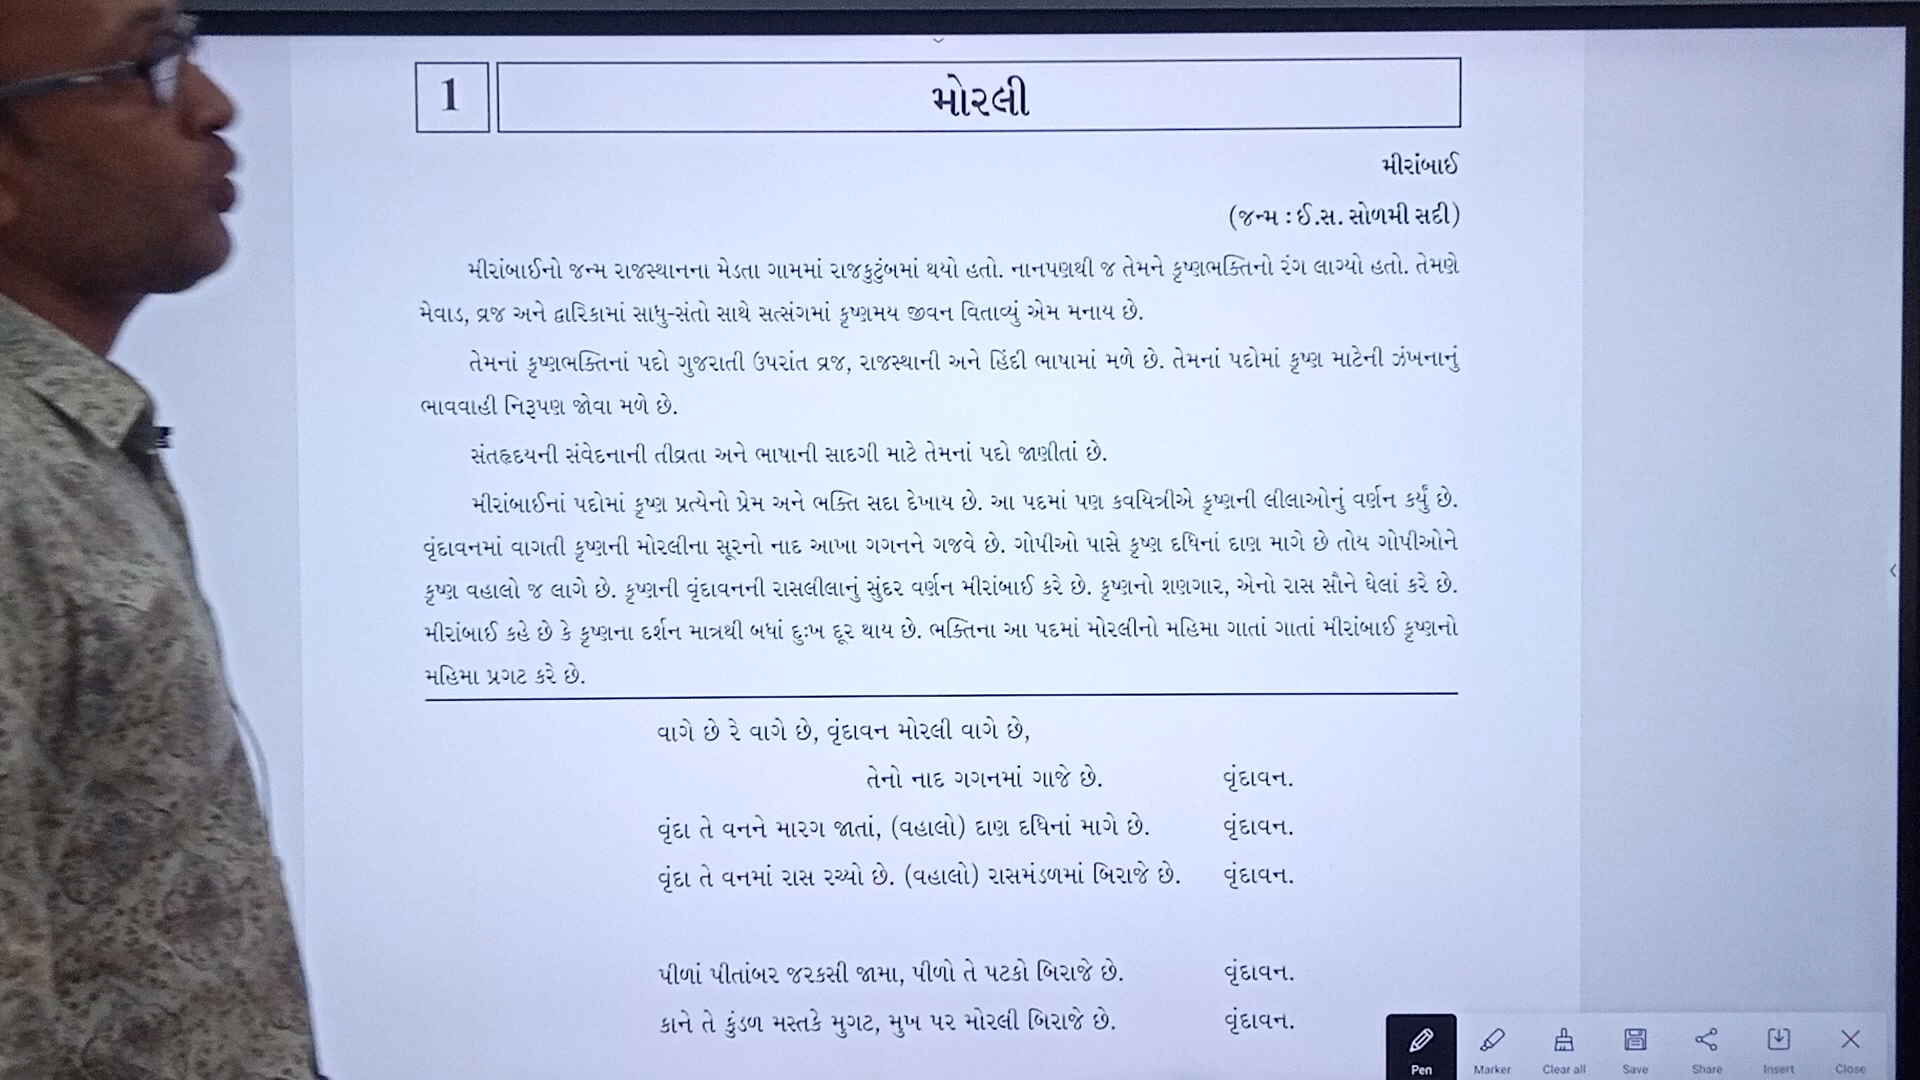 1
મોરલી
મીરાંબાઈ
(જન્મ : ઈ.સ. સોળમી સદી)
મીરાંબાઈનો જન્મ રાજસ્થાનના મેડતા ગામમાં રાજકુટુંબમાં થયો હતો. નાનપણથી જ તેમને કૃષ્ણભક્તિનો રંગ લાગ્યો હતો. તેમણે
મેવાડ, વ્રજ અને દ્વારિકામાં સાધુ-સંતો સાથે સત્સંગમાં કૃષ્ણમય જીવન વિતાવ્યું એમ મનાય છે.
તેમનાં કૃષ્ણભક્તિનાં પદો ગુજરાતી ઉપરાંત વ્રજ, રાજસ્થાની અને હિંદી ભાષામાં મળે છે. તેમનાં પદોમાં કૃષ્ણ માટેની ઝંખનાનું
ભાવવાહી નિરૂપણ જોવા મળે છે.
સંતહૃદયની સંવેદનાની તીવ્રતા અને ભાષાની સાદગી માટે તેમનાં પદો જાણીતાં છે.
મીરાંબાઈનાં પદોમાં કૃષ્ણ પ્રત્યેનો પ્રેમ અને ભક્તિ સદા દેખાય છે. આ પદમાં પણ કવયિત્રીએ કૃષ્ણની લીલાઓનું વર્ણન કર્યું છે.
વૃંદાવનમાં વાગતી કૃષ્ણની મોરલીના સૂરનો નાદ આખા ગગનને ગજવે છે. ગોપીઓ પાસે કૃષ્ણ દધિનાં દાણ માગે છે તોય ગોપીઓને
કૃષ્ણ વહાલો જ લાગે છે. કૃષ્ણની વૃંદાવનની રાસલીલાનું સુંદર વર્ણન મીરાંબાઈ કરે છે. કૃષ્ણનો શણગાર, એનો રાસ સૌને ઘેલાં કરે છે.
મીરાંબાઈ કહે છે કે કૃષ્ણના દર્શન માત્રથી બધાં દુઃખ દૂર થાય છે. ભક્તિના આ પદમાં મોરલીનો મહિમા ગાતાં ગાતાં મીરાંબાઈ કૃષ્ણનો
મહિમા પ્રગટ કરે છે.
વાગે છે રે વાગે છે, વૃંદાવન મોરલી વાગે છે,
તેનો નાદ ગગનમાં ગાજે છે. વૃંદાવન.
વૃંદા તે વનને મારગ જાતાં, (વહાલો) દાણ દધિનાં માગે છે. વૃંદાવન.
વૃંદા તે વનમાં રાસ રચ્યો છે. (વહાલો) રાસમંડળમાં બિરાજે છે. વૃંદાવન.
પીળાં પીતાંબર જરકસી જામા, પીળો તે પટકો બિરાજે છે. વૃંદાવન.
કાને તે કુંડળ મસ્તકે મુગટ, મુખ પર મોરલી બિરાજે છે. વૃંદાવન.
Pen Marker Clear all Save Share Insert Close